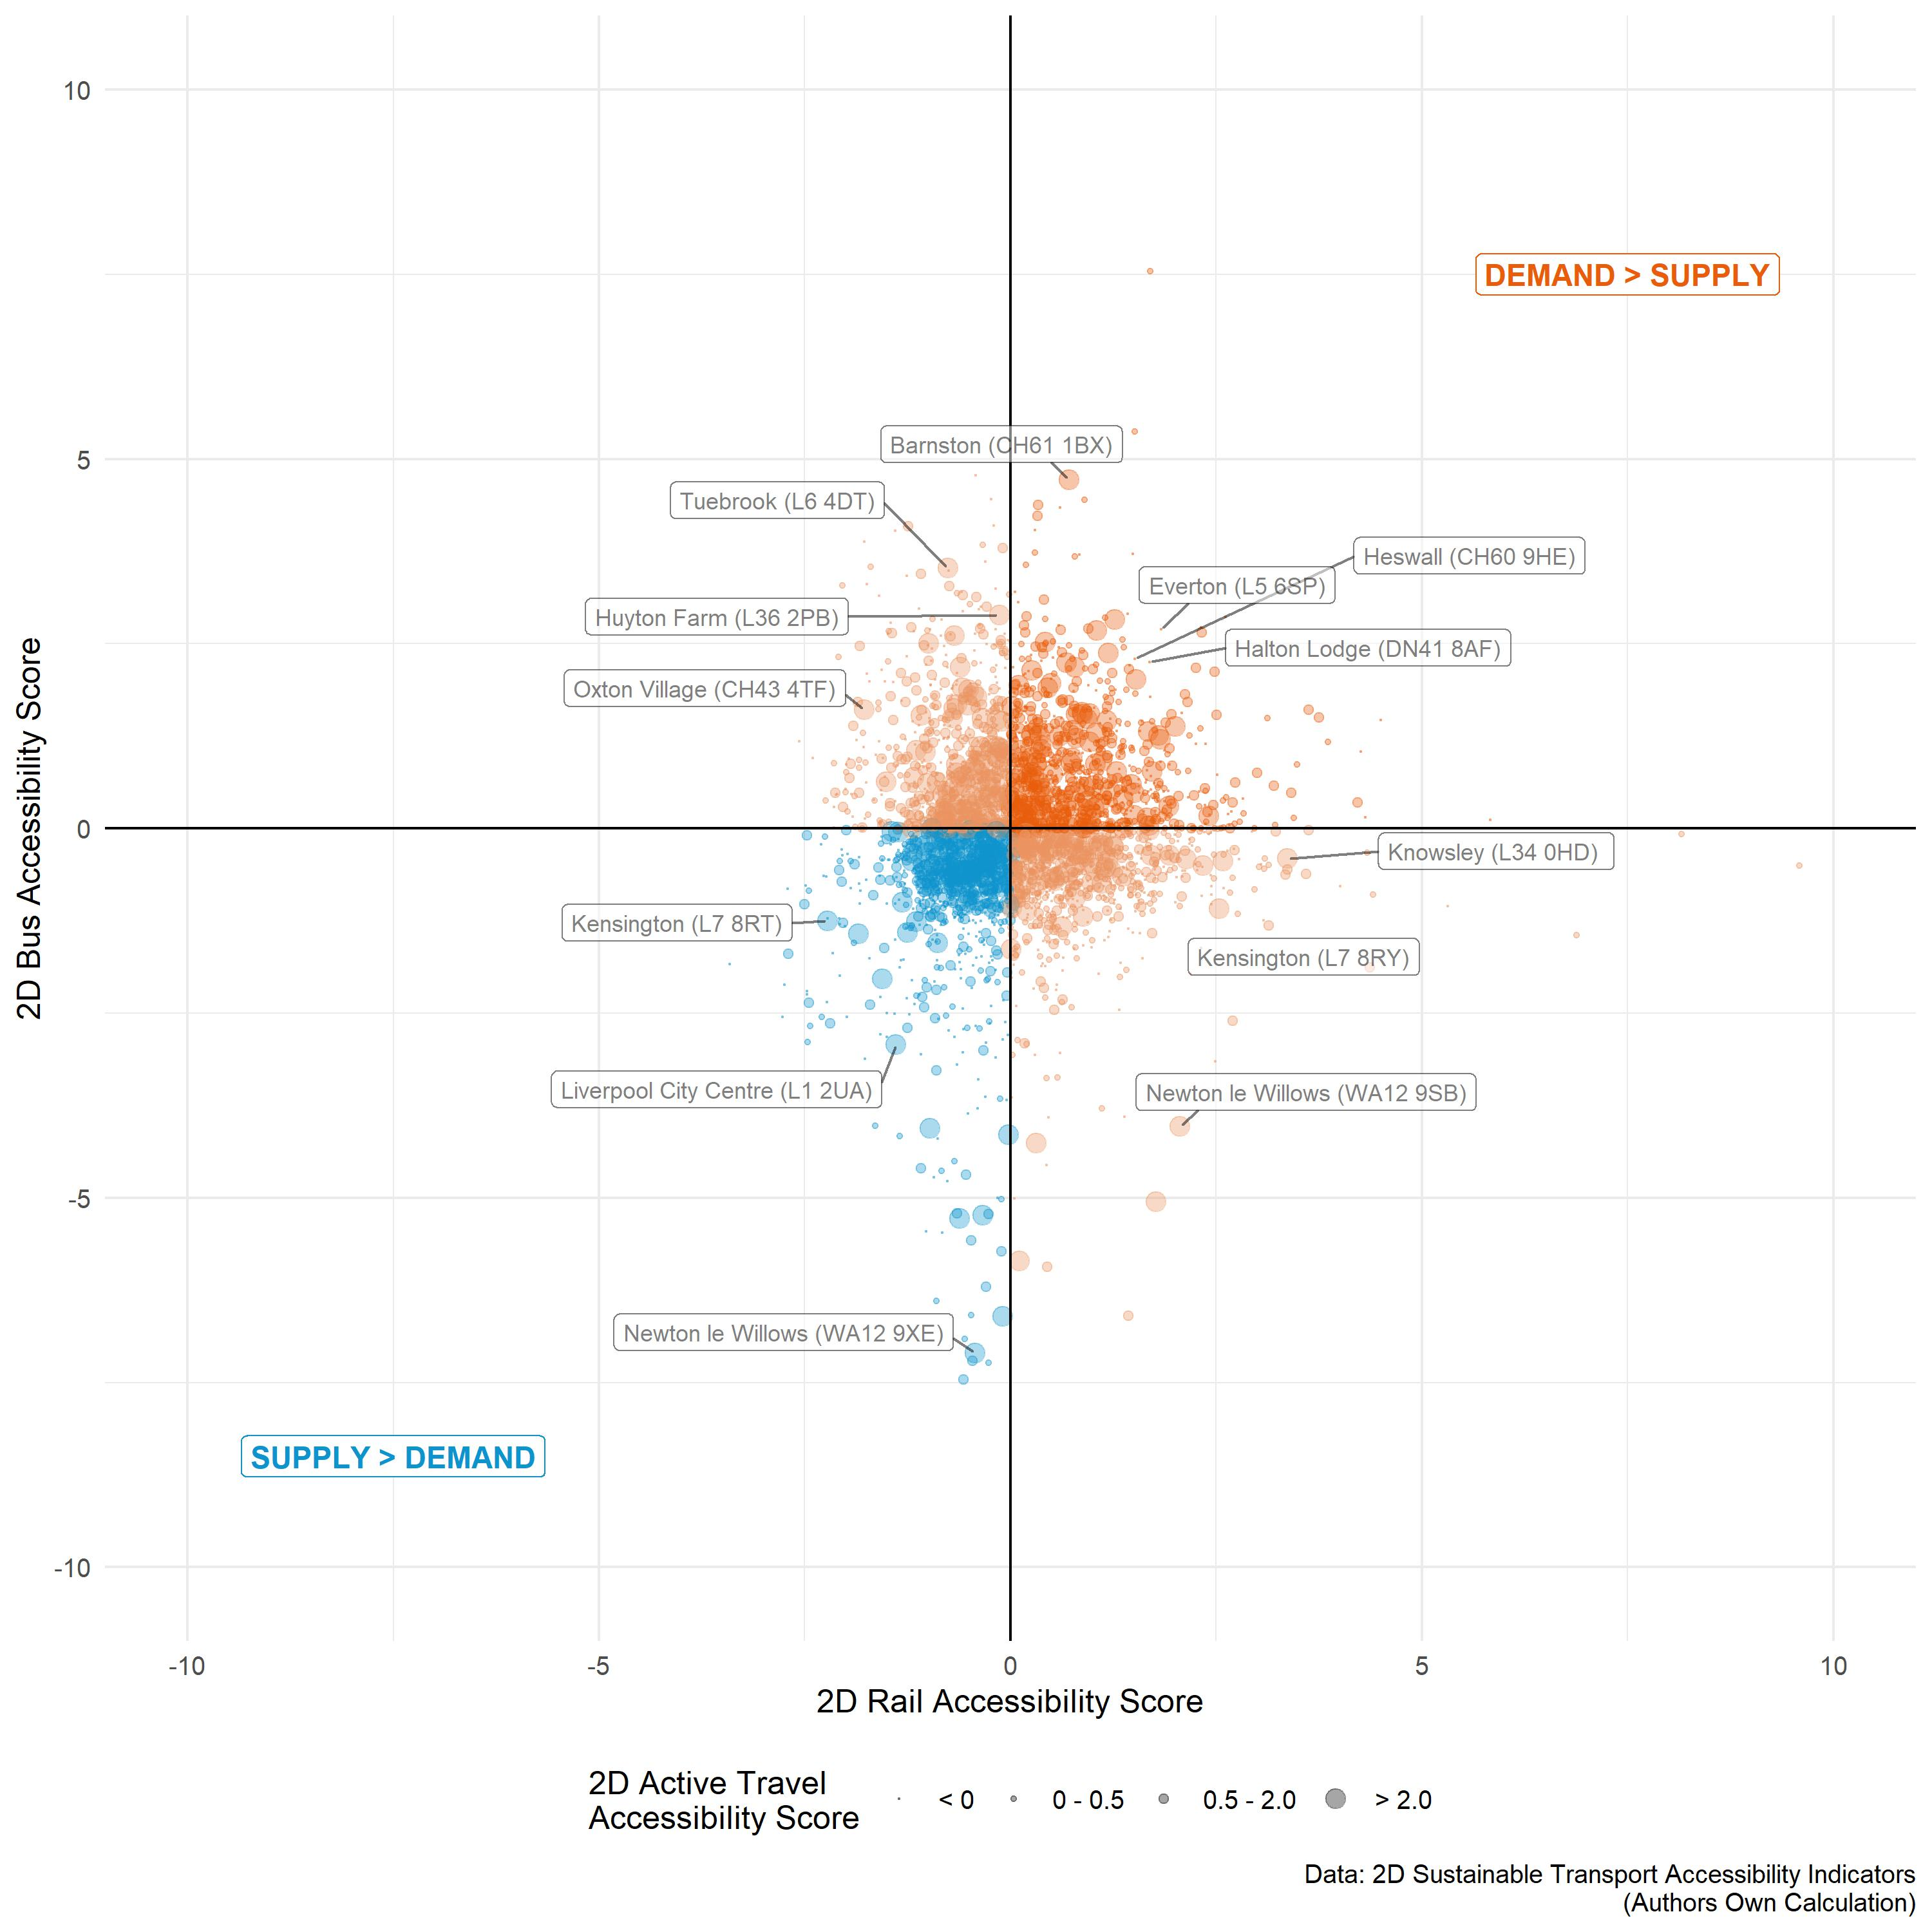 10
DEMAND > SUPPLY
Barnston (CH61 1BX)
5
Tuebrook (L6 4DT)
Heswall (CH60 9HE)
Everton (L5 6SP)
Huyton Farm (L36 2PB)
Halton Lodge (DN41 8AF)
Oxton Village (CH43 4TF)
2D Bus Accessibility Score
0
Knowsley (L34 0HD)
Kensington (L7 8RT)
Kensington (L7 8RY)
Liverpool City Centre (L1 2UA)
Newton le Willows (WA12 9SB)
-5
Newton le Willows (WA12 9XE)
SUPPLY > DEMAND
-10
-10 -5 0 5 10
2D Rail Accessibility Score
2D Active Travel
Accessibility Score
< 0 0 - 0.5 0.5 - 2.0 > 2.0
Data: 2D Sustainable Transport Accessibility Indicators
(Authors Own Calculation)